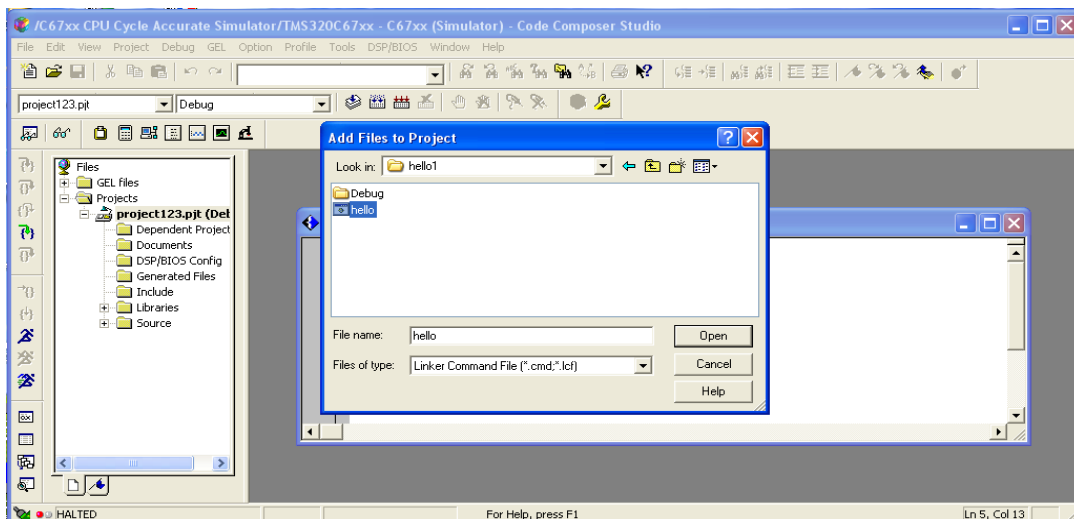 /C67xx CPU Cycle Accurate Simulator/TMS320C67xx - C67xx (Simulator) - Code Composer Studio
File Edit View Project Debug GEL Option Profile Tools DSP/BIOS Window Help
project123.pjt Debug
Files
GEL files
Projects
project123.pjt (Del
Dependent Project
Documents
DSP/BIOS Config
Generated Files
Include
Libraries
Source
Add Files to Project
Look in: hello1
Debug
hello
File name: hello Open
Files of type: Linker Command File (*.cmd;*.lcf) Cancel
Help
HALTED For Help, press F1 Ln 5, Col 13